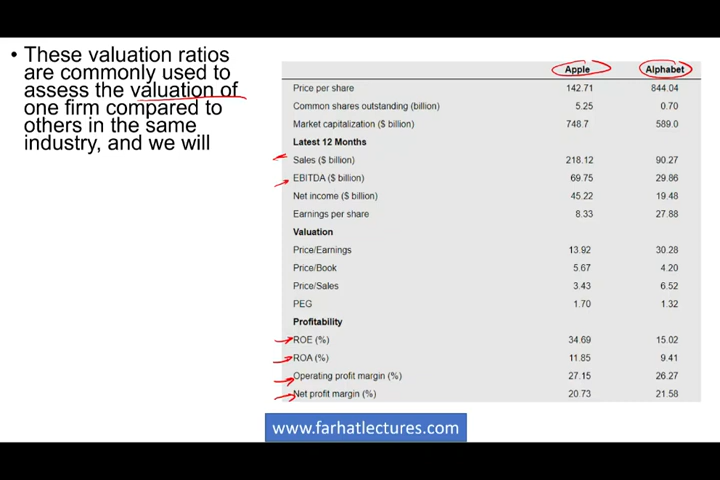 • These valuation ratios
are commonly used to
assess the valuation of
one firm compared to
others in the same
industry, and we will
Apple Alphabet
Price per share 142.71 844.04
Common shares outstanding (billion) 5.25 0.70
Market capitalization ($ billion) 748.7 589.0
Latest 12 Months
Sales ($ billion) 218.12 90.27
EBITDA ($ billion) 69.75 29.86
Net income ($ billion) 45.22 19.48
Earnings per share 8.33 27.88
Valuation
Price/Earnings 13.92 30.28
Price/Book 5.67 4.20
Price/Sales 3.43 6.52
PEG 1.70 1.32
Profitability
ROE (%) 34.69 15.02
ROA (%) 11.85 9.41
Operating profit margin (%) 27.15 26.27
Net profit margin (%) 20.73 21.58
www.farhatlectures.com